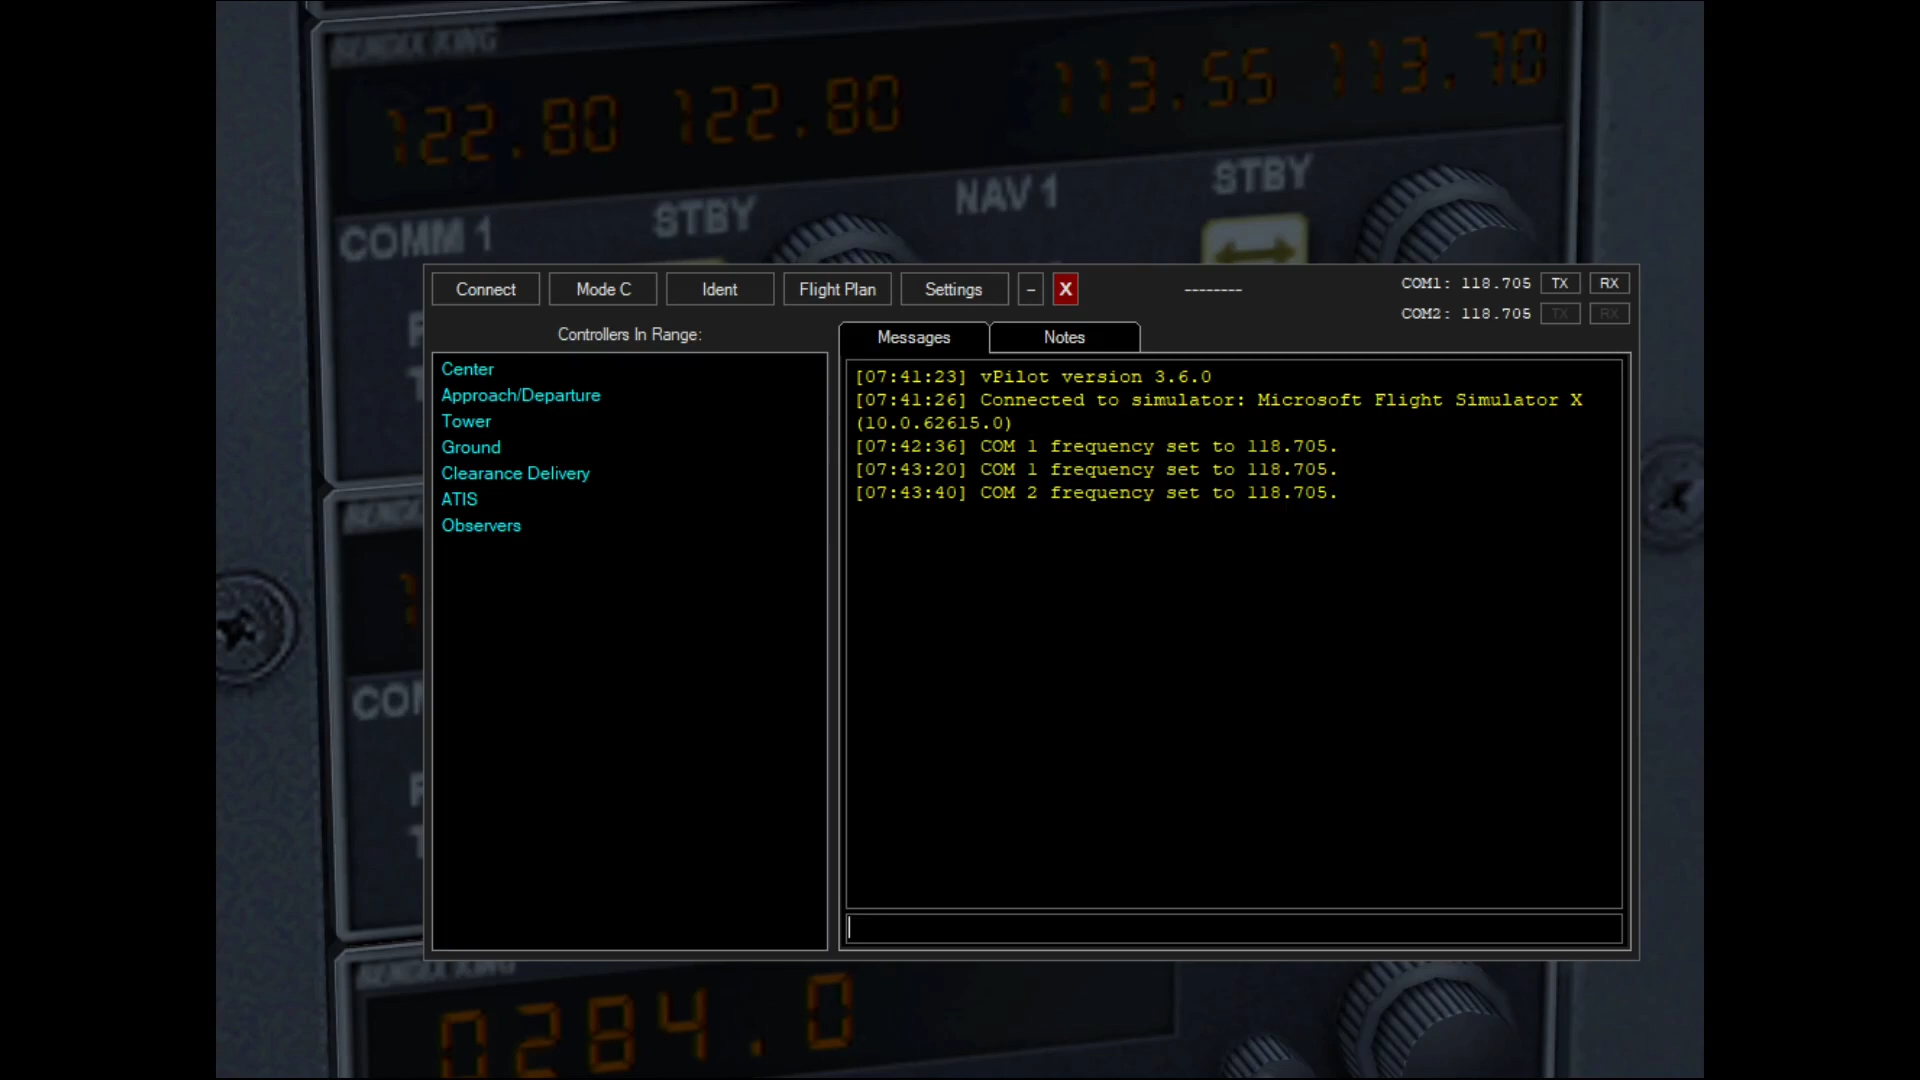 BENDIX KING
122.80 122.80 113.55 113.70
COMM 1 STBY NAV 1 STBY
Connect Mode C Ident Flight Plan Settings – X -------- COM1: 118.705 TX RX
COM2: 118.705 TX RX
Controllers In Range:
Messages Notes
Center
Approach/Departure
Tower
Ground
Clearance Delivery
ATIS
Observers
[07:41:23] vPilot version 3.6.0
[07:41:26] Connected to simulator: Microsoft Flight Simulator X
(10.0.62615.0)
[07:42:36] COM 1 frequency set to 118.705.
[07:43:20] COM 1 frequency set to 118.705.
[07:43:40] COM 2 frequency set to 118.705.
BENDIX KING
0284.0